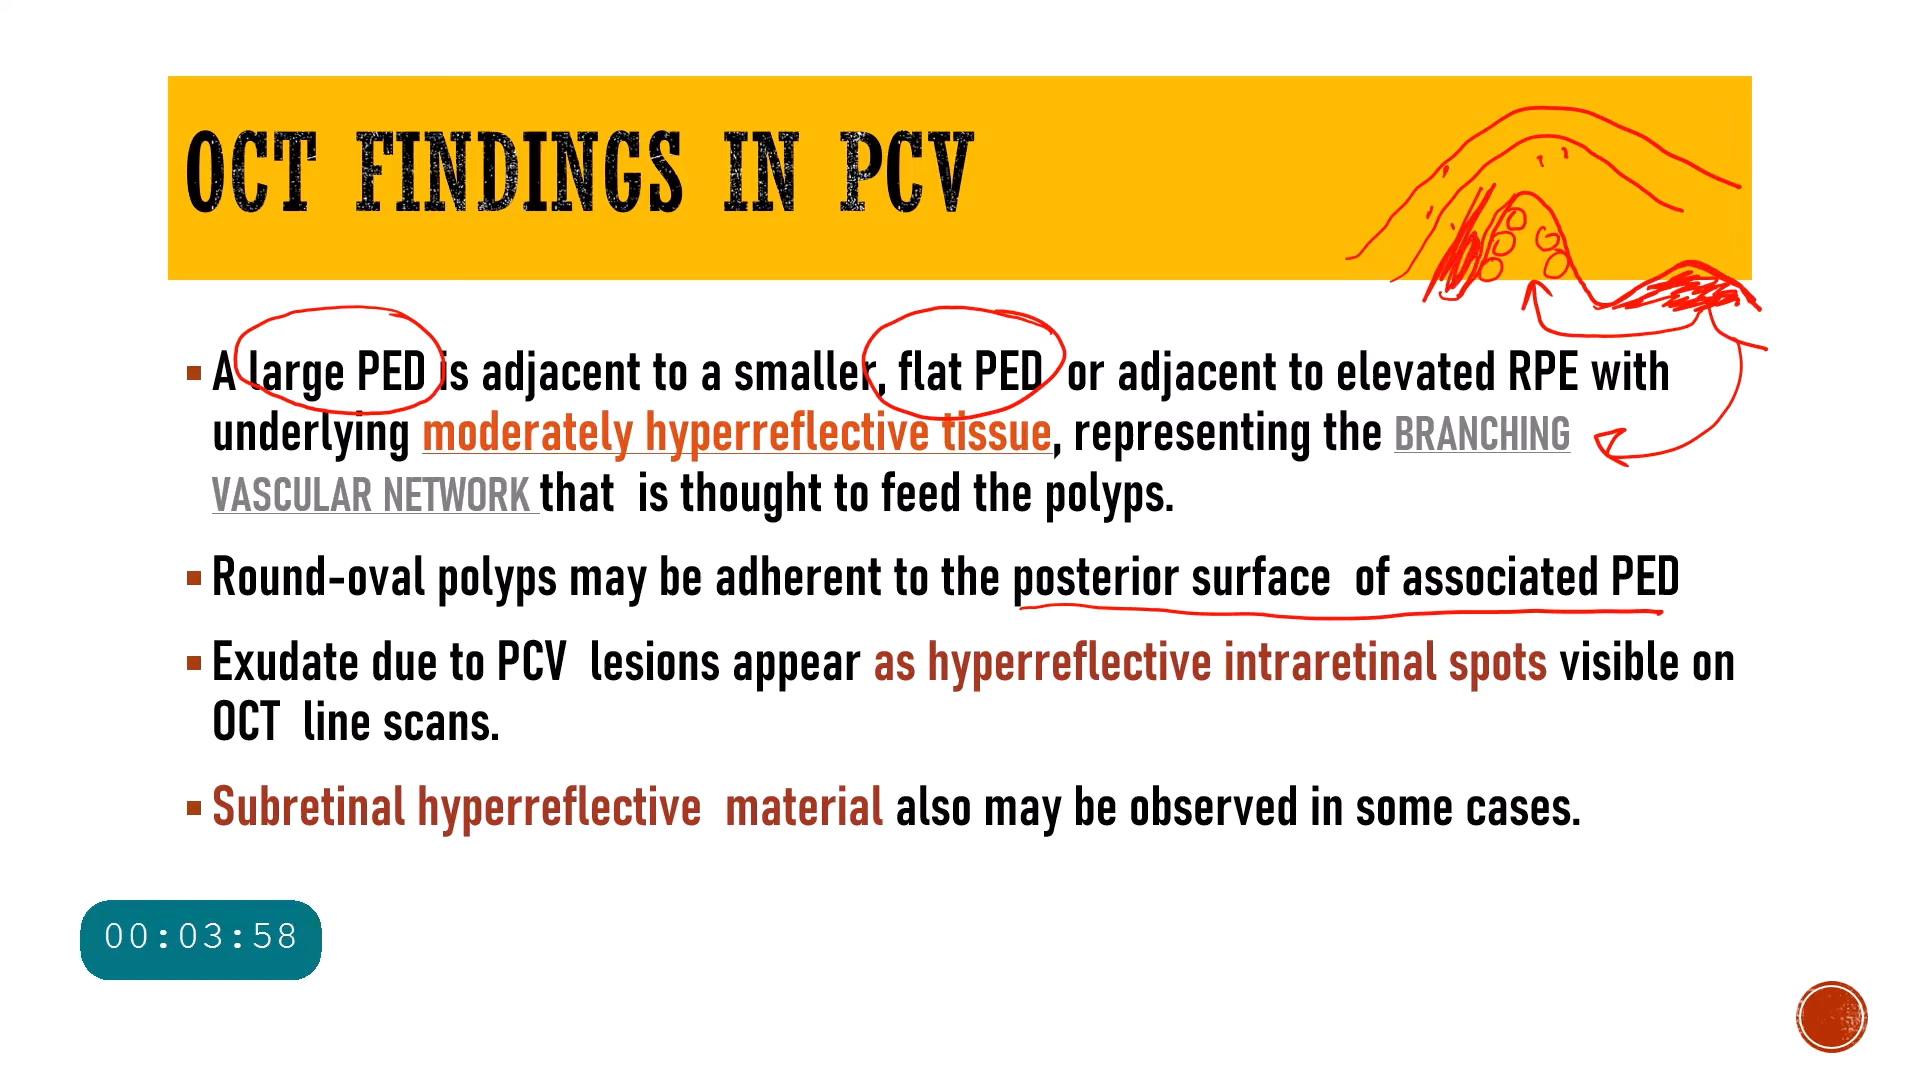 OCT FINDINGS IN PCV
▪ A large PED is adjacent to a smaller, flat PED or adjacent to elevated RPE with
underlying moderately hyperreflective tissue, representing the BRANCHING
VASCULAR NETWORK that is thought to feed the polyps.
▪ Round-oval polyps may be adherent to the posterior surface of associated PED
▪ Exudate due to PCV lesions appear as hyperreflective intraretinal spots visible on
OCT line scans.
▪ Subretinal hyperreflective material also may be observed in some cases.
00:03:58